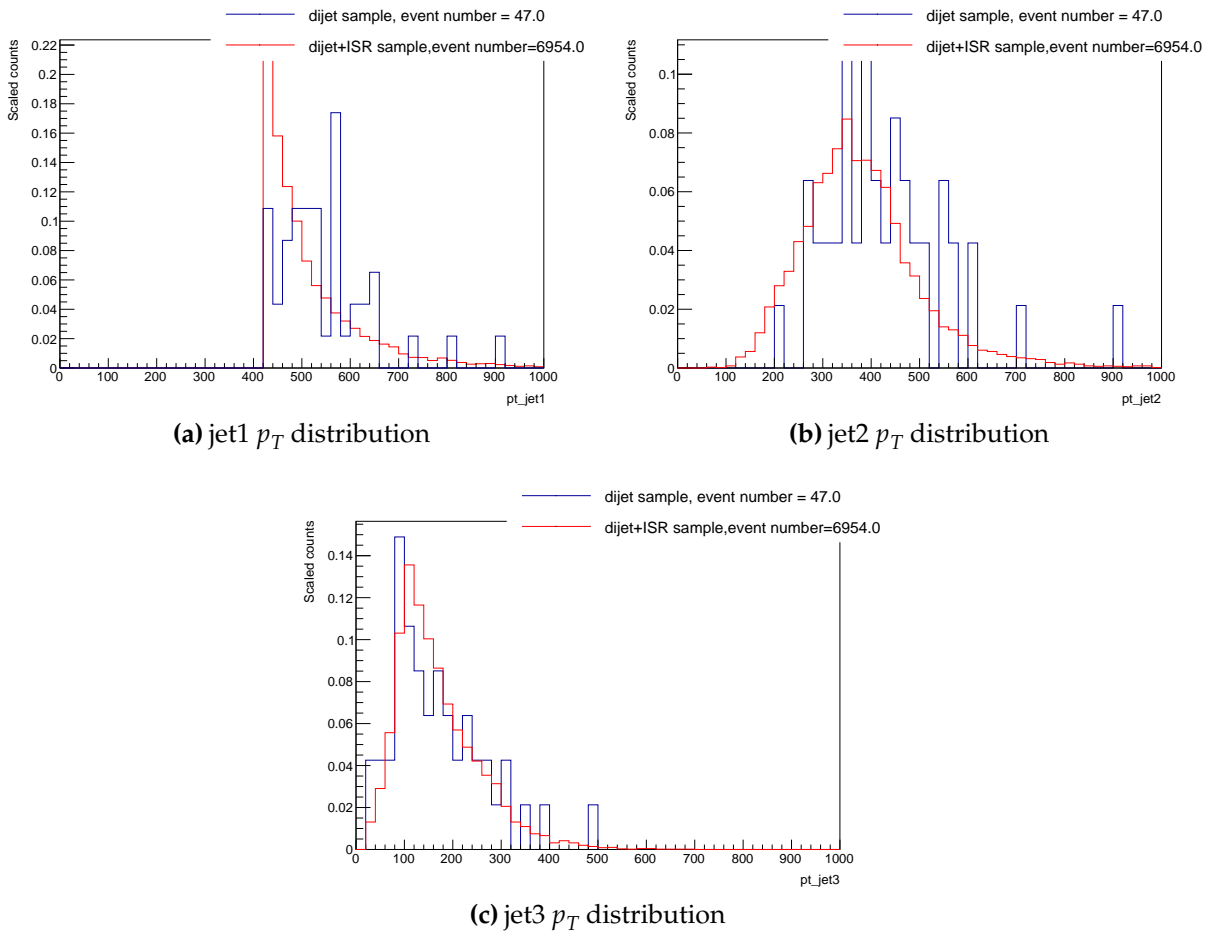 dijet sample, event number = 47.0
dijet+ISR sample,event number=6954.0
Scaled counts
0.22
0.2
0.18
0.16
0.14
0.12
0.1
0.08
0.06
0.04
0.02
0
0 100 200 300 400 500 600 700 800 900 1000
pt_jet1
(a) jet1 pT distribution
dijet sample, event number = 47.0
dijet+ISR sample,event number=6954.0
Scaled counts
0.1
0.08
0.06
0.04
0.02
0
0 100 200 300 400 500 600 700 800 900 1000
pt_jet2
(b) jet2 pT distribution
dijet sample, event number = 47.0
dijet+ISR sample,event number=6954.0
Scaled counts
0.14
0.12
0.1
0.08
0.06
0.04
0.02
0
0 100 200 300 400 500 600 700 800 900 1000
pt_jet3
(c) jet3 pT distribution